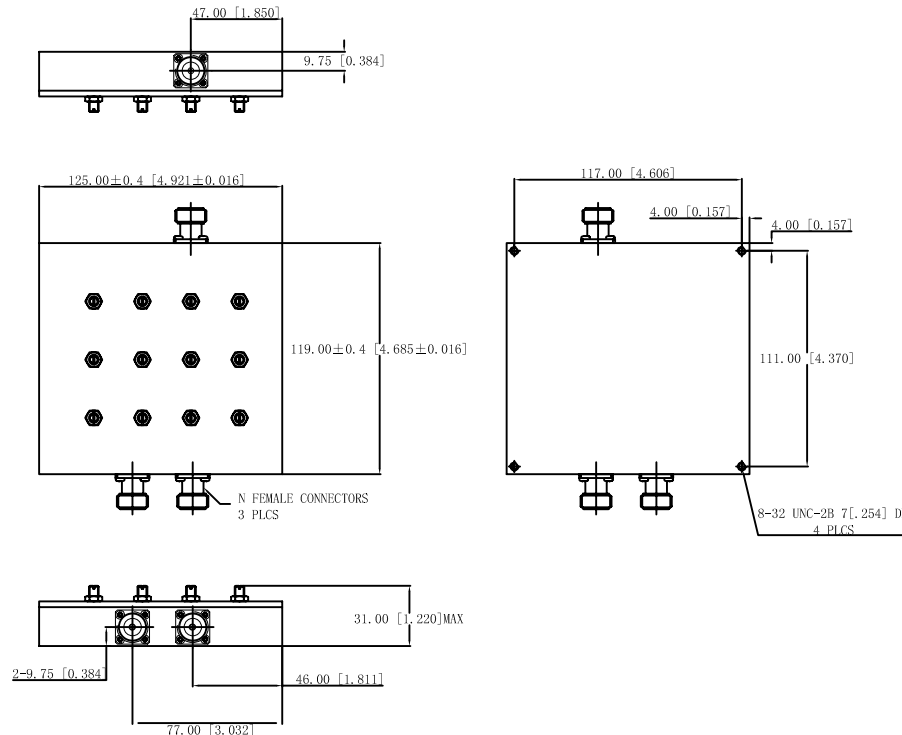 47.00 [1.850]
9.75 [0.384]
125.00±0.4 [4.921±0.016]
117.00 [4.606]
4.00 [0.157]
4.00 [0.157]
119.00±0.4 [4.685±0.016]
111.00 [4.370]
N FEMALE CONNECTORS
3 PLCS
8-32 UNC-2B 7[.254] D
4 PLCS
31.00 [1.220]MAX
2-9.75 [0.384]
46.00 [1.811]
77.00 [3.032]